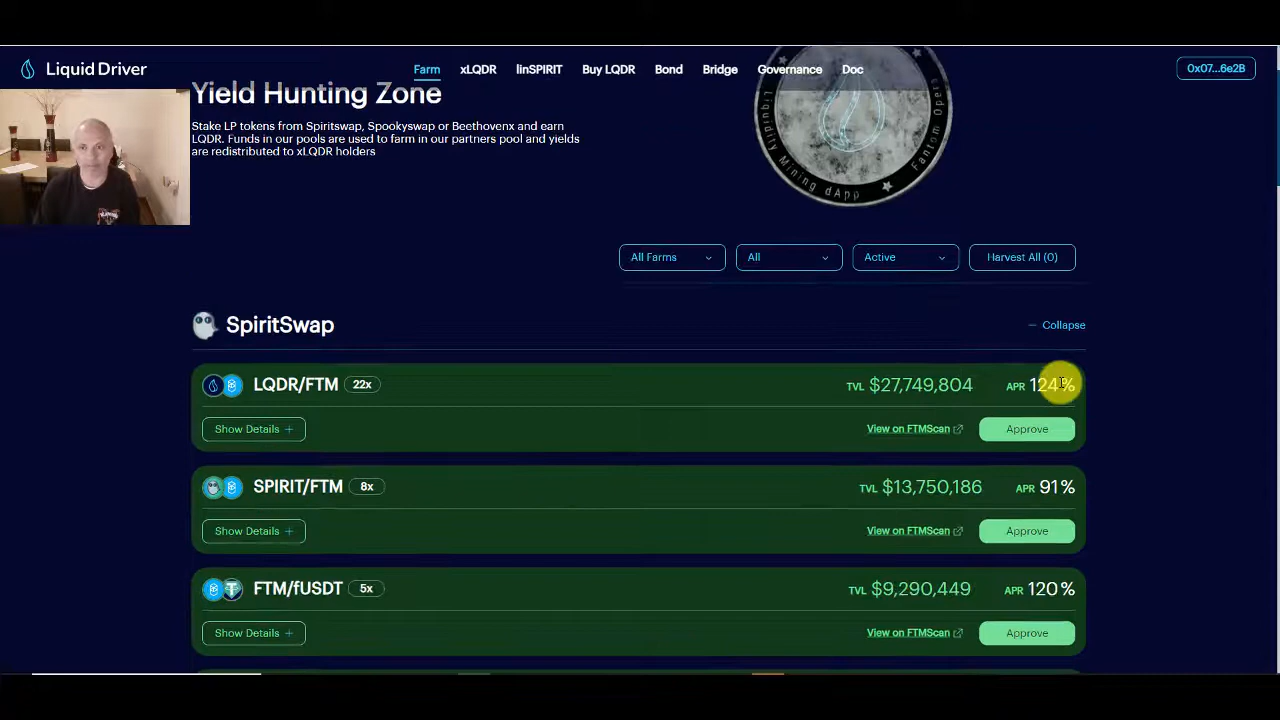 Liquid Driver
Farm
xLQDR
linSPIRIT
Buy LQDR
Bond
Bridge
Governance
Doc
0x07...6e2B
Yield Hunting Zone
Stake LP tokens from Spiritswap, Spookyswap or Beethovenx and earn
LQDR. Funds in our pools are used to farm in our partners pool and yields
are redistributed to xLQDR holders
Liquidity Mining dApp
Fantom Opera
All Farms
All
Active
Harvest All (0)
SpiritSwap
Collapse
LQDR/FTM 22x
TVL $27,749,804
APR 124%
Show Details +
View on FTMScan
Approve
SPIRIT/FTM 8x
TVL $13,750,186
APR 91%
Show Details +
View on FTMScan
Approve
FTM/fUSDT 5x
TVL $9,290,449
APR 120%
Show Details +
View on FTMScan
Approve